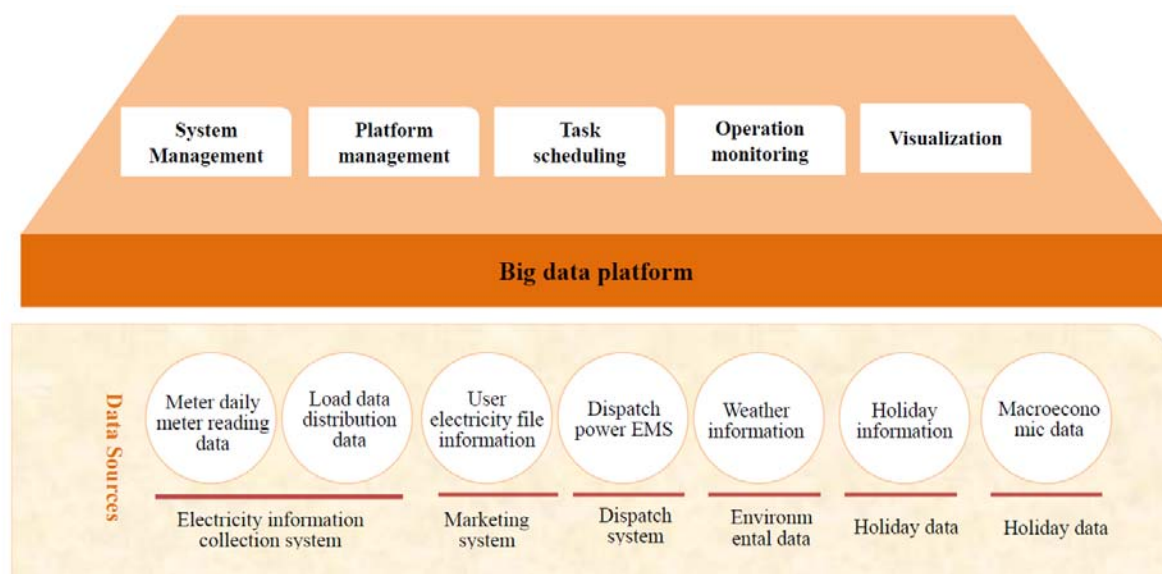 System
Management
Platform
management
Task
scheduling
Operation
monitoring
Visualization
Big data platform
Data Sources
Meter daily
meter reading
data
Load data
distribution
data
User
electricity file
information
Dispatch
power EMS
Weather
information
Holiday
information
Macroecono
mic data
Electricity information
collection system
Marketing
system
Dispatch
system
Environm
ental data
Holiday data
Holiday data